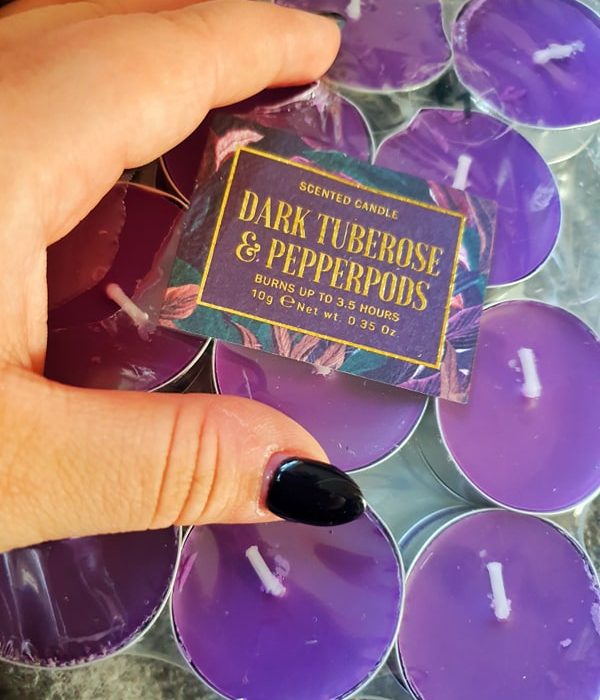 SCENTED CANDLE
DARK TUBEROSE
& PEPPERPODS
BURNS UP TO 3.5 HOURS
10g ℮ Net wt. 0.35 Oz